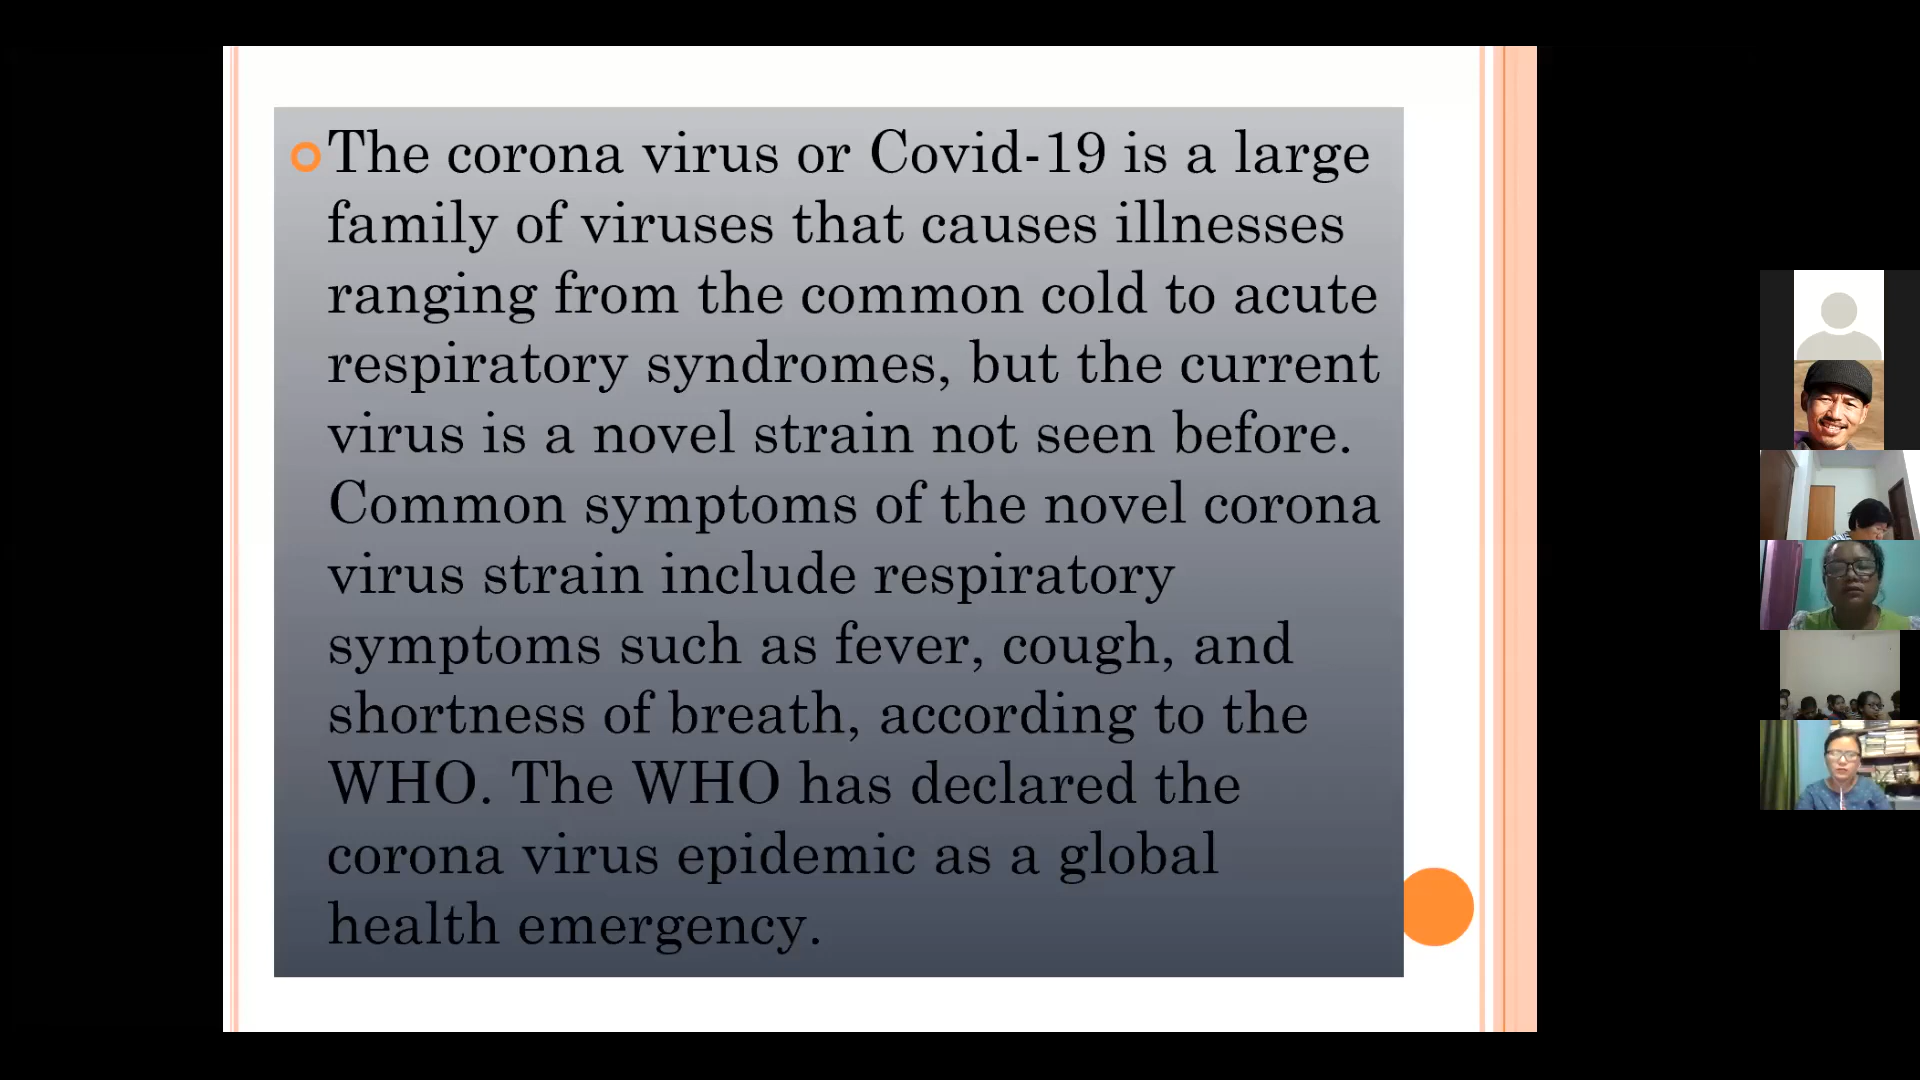 The corona virus or Covid-19 is a large
family of viruses that causes illnesses
ranging from the common cold to acute
respiratory syndromes, but the current
virus is a novel strain not seen before.
Common symptoms of the novel corona
virus strain include respiratory
symptoms such as fever, cough, and
shortness of breath, according to the
WHO. The WHO has declared the
corona virus epidemic as a global
health emergency.